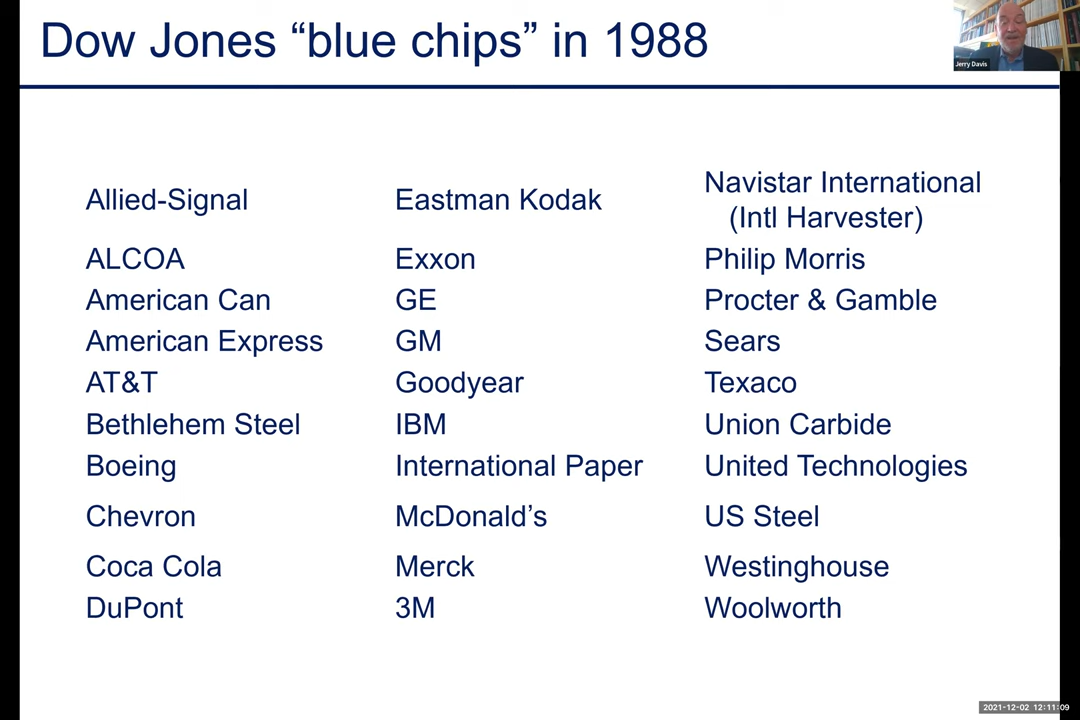 Dow Jones “blue chips” in 1988
Jerry Davis
Allied-Signal
ALCOA
American Can
American Express
AT&T
Bethlehem Steel
Boeing
Chevron
Coca Cola
DuPont
Eastman Kodak
Exxon
GE
GM
Goodyear
IBM
International Paper
McDonald’s
Merck
3M
Navistar International
(Intl Harvester)
Philip Morris
Procter & Gamble
Sears
Texaco
Union Carbide
United Technologies
US Steel
Westinghouse
Woolworth
2021-12-02 12:11:09